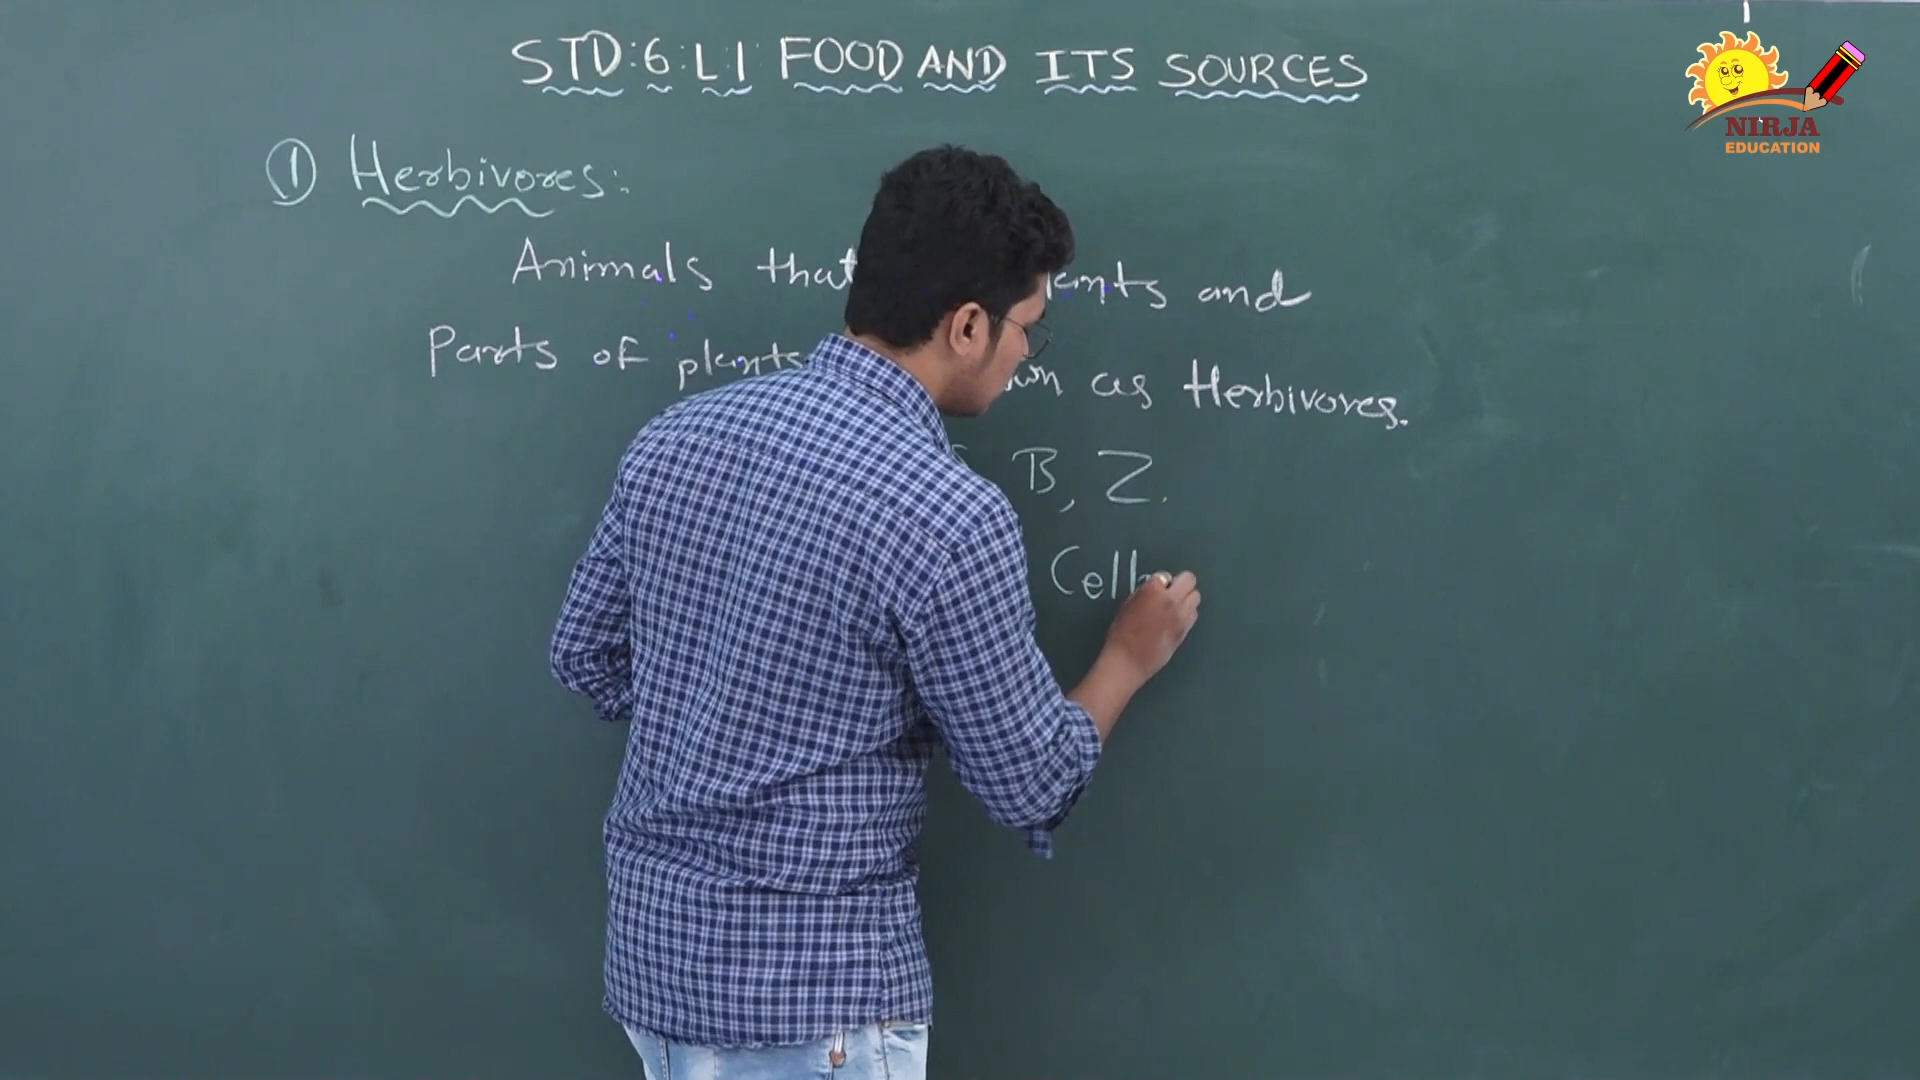 STD:6:L1: FOOD AND ITS SOURCES
NIRJA
EDUCATION
① Herbivores:
Animals that and
Parts of plants as Herbivores.
B, Z.